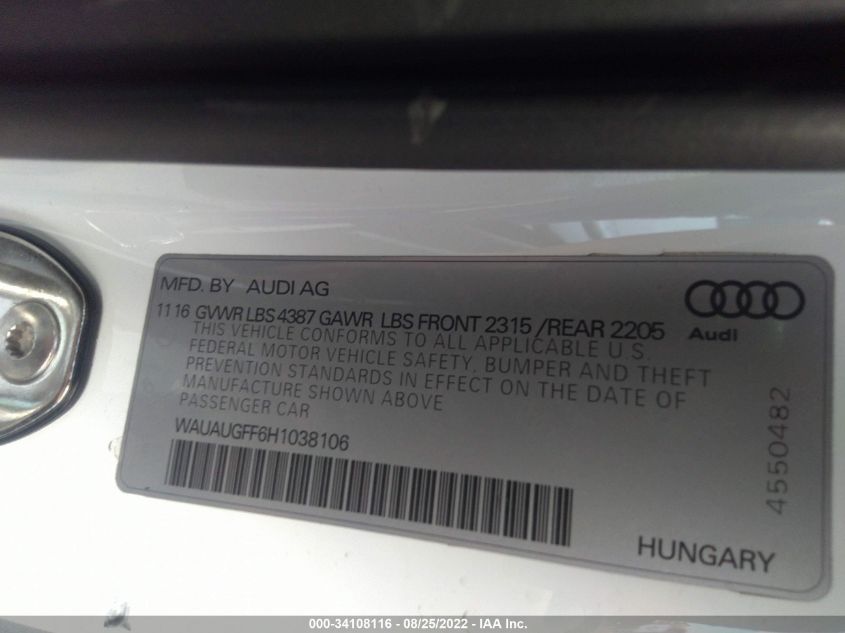 MFD. BY AUDI AG
11 16 GVWR LBS 4387 GAWR LBS FRONT 2315 /REAR 2205
THIS VEHICLE CONFORMS TO ALL APPLICABLE U.S.
FEDERAL MOTOR VEHICLE SAFETY, BUMPER AND THEFT
PREVENTION STANDARDS IN EFFECT ON THE DATE OF
MANUFACTURE SHOWN ABOVE
PASSENGER CAR
WAUAUGFF6H1038106
Audi
4550482
HUNGARY
000-34108116 - 08/25/2022 - IAA Inc.